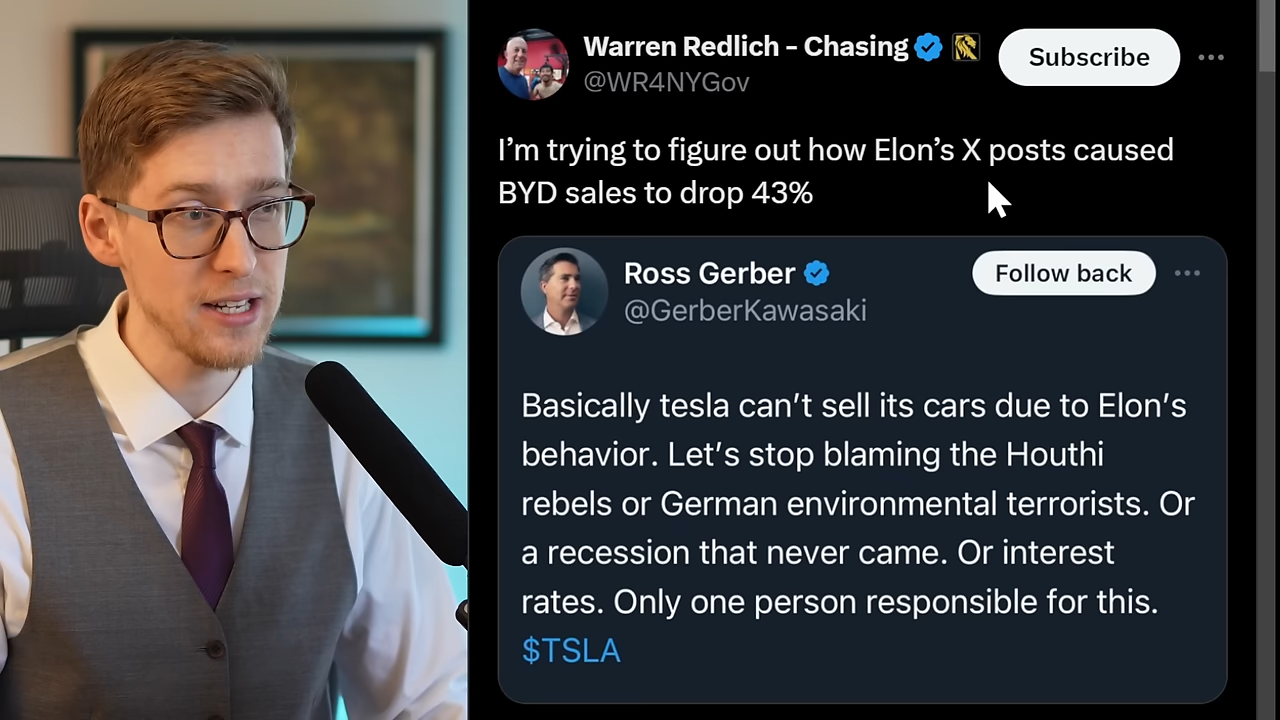 Warren Redlich - Chasing
Subscribe
@WR4NYGov
I'm trying to figure out how Elon's X posts caused
BYD sales to drop 43%
Ross Gerber
Follow back
@GerberKawasaki
Basically tesla can't sell its cars due to Elon's
behavior. Let's stop blaming the Houthi
rebels or German environmental terrorists. Or
a recession that never came. Or interest
rates. Only one person responsible for this.
$TSLA